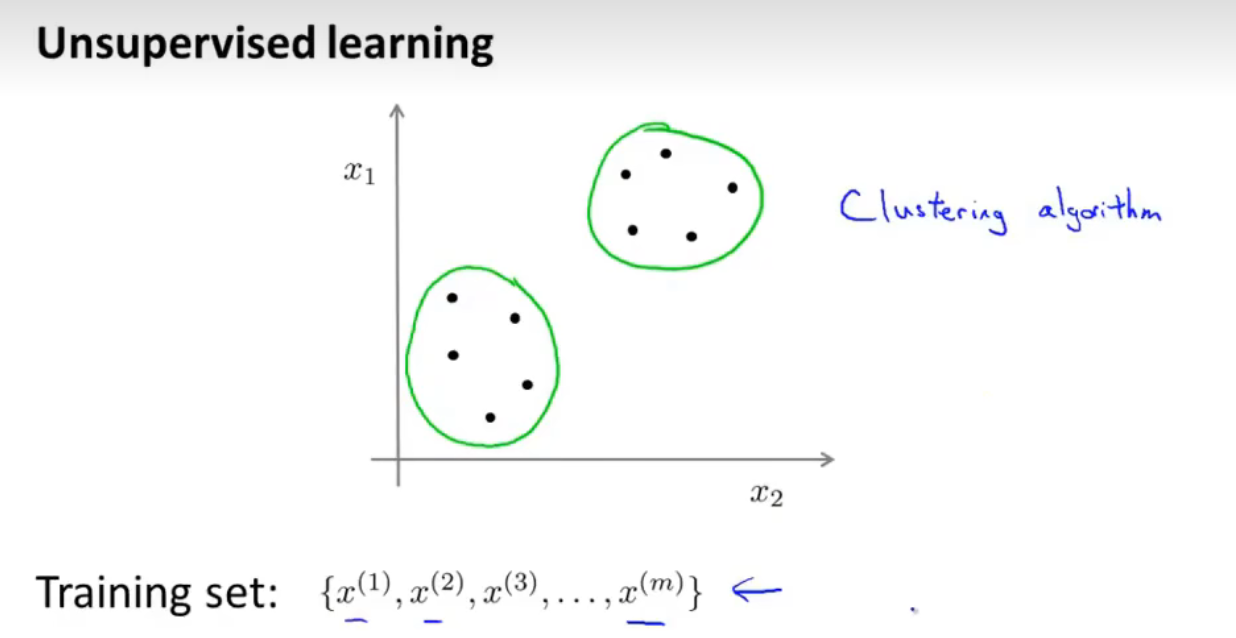 Unsupervised learning
x₁
Clustering algorithm
x₂
Training set: {x⁽¹⁾, x⁽²⁾, x⁽³⁾, . . . , x⁽ᵐ⁾} ←